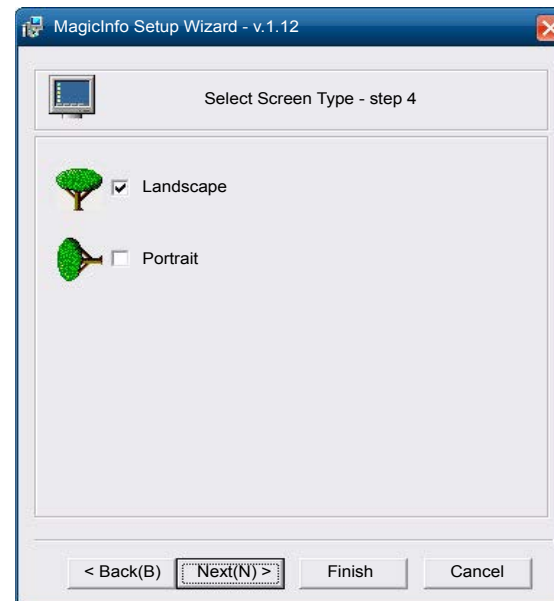 MagicInfo Setup Wizard - v.1.12
Select Screen Type - step 4
Landscape
Portrait
< Back(B) Next(N) > Finish Cancel